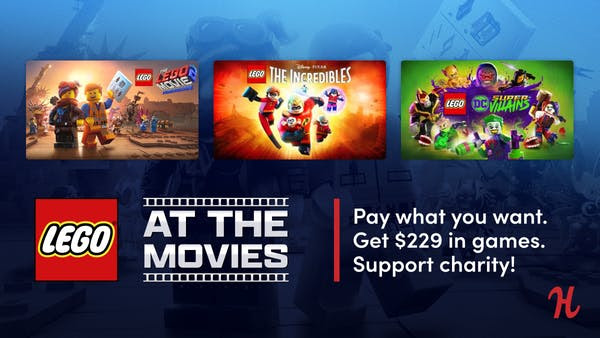 LEGO
THE LEGO MOVIE 2
LEGO
Disney PIXAR
THE INCREDIBLES
LEGO
DC SUPER-VILLAINS
LEGO
AT THE
MOVIES
Pay what you want.
Get $229 in games.
Support charity!
H